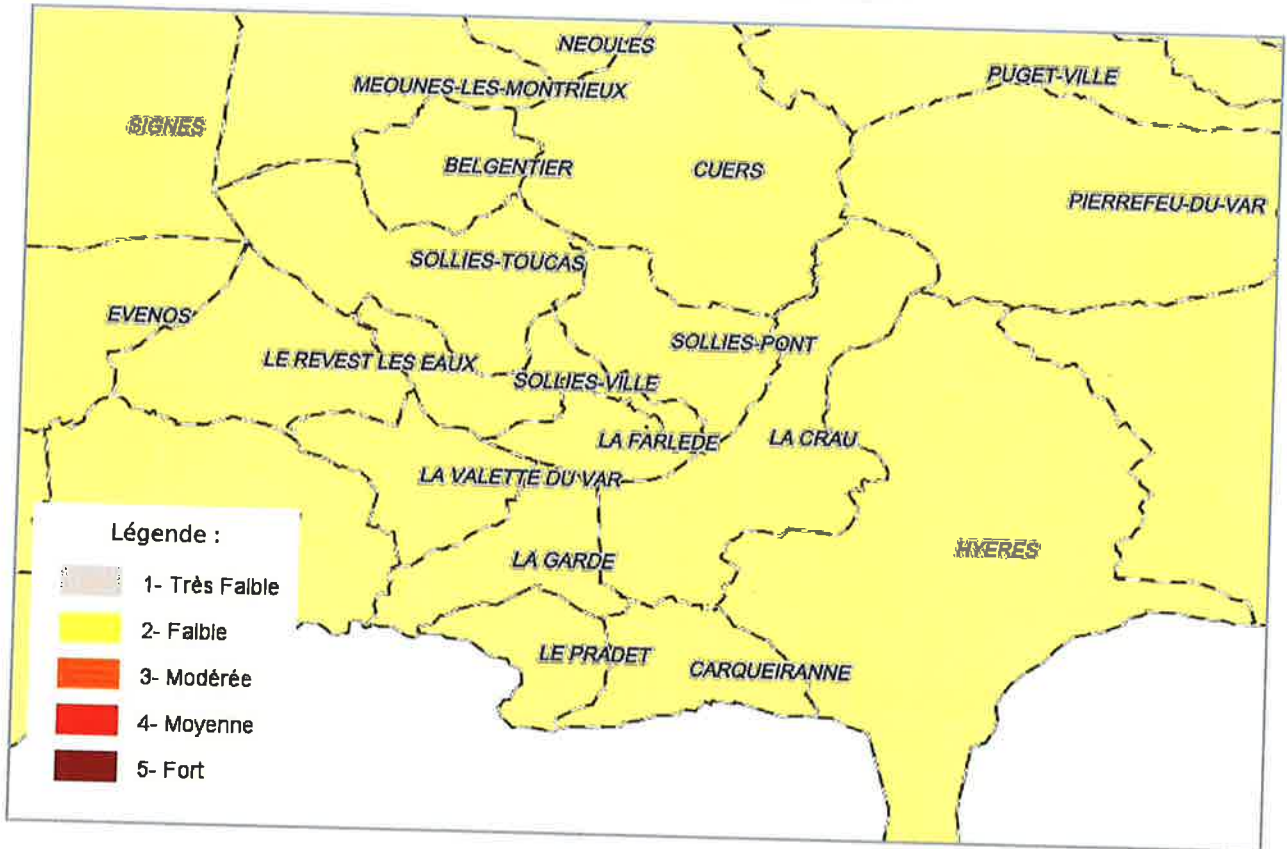 NEOULES
PUGET-VILLE
MEOUNES-LES-MONTRIEUX
SIGNES
BELGENTIER
CUERS
PIERREFEU-DU-VAR
SOLLIES-TOUCAS
EVENOS
SOLLIES-PONT
LE REVEST LES EAUX
SOLLIES-VILLE
LA FARLEDE
LA CRAU
LA VALETTE DU VAR
HYERES
LA GARDE
LE PRADET
CARQUEIRANNE
Légende :
1- Très Faible
2- Faible
3- Modérée
4- Moyenne
5- Fort